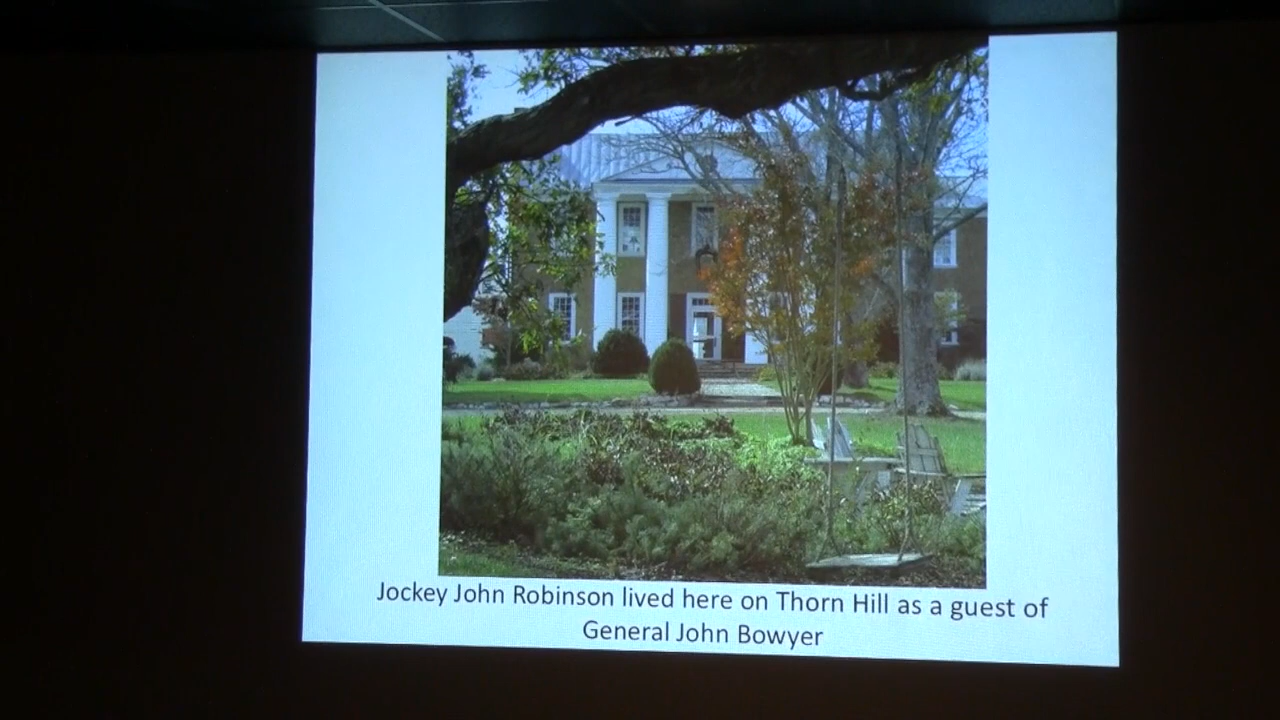 Jockey John Robinson lived here on Thorn Hill as a guest of
General John Bowyer